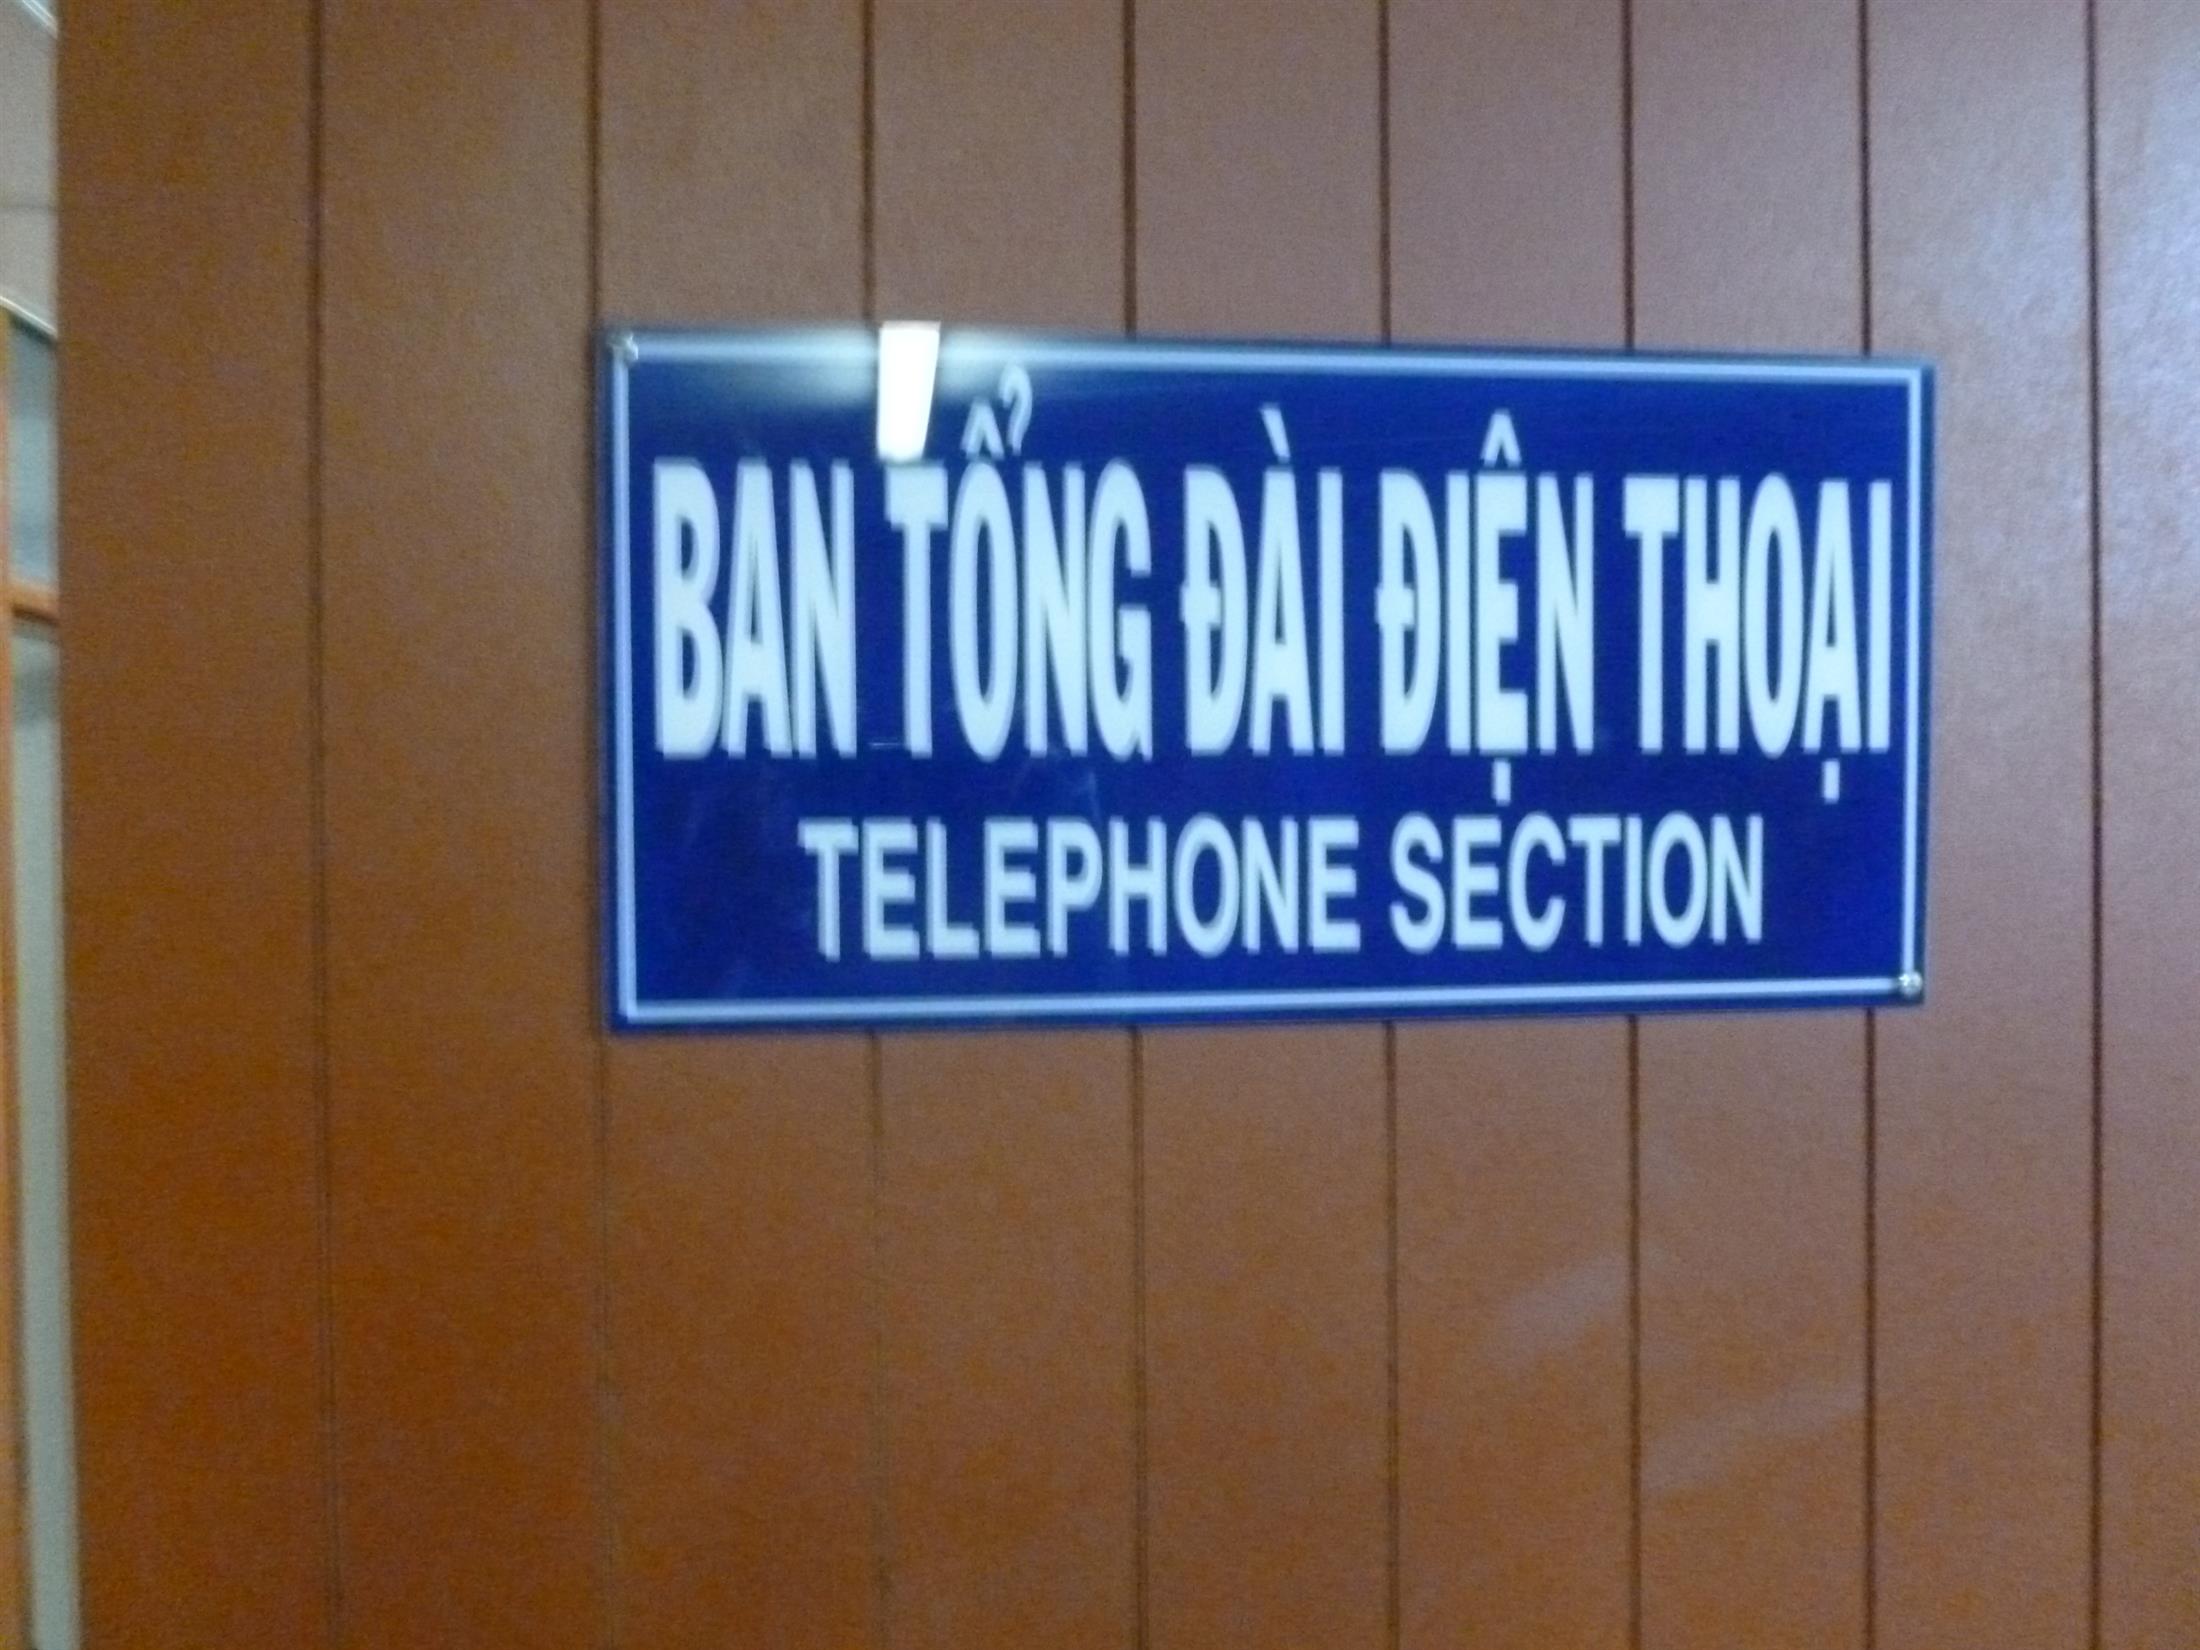 BAN TỔNG ĐÀI ĐIỆN THOẠI
TELEPHONE SECTION